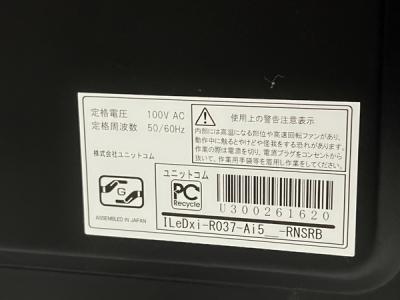 定格電圧 100V AC
定格周波数 50/60Hz
株式会社ユニットコム
使用上の警告注意表示
内部には高温になる部位や高速回転ファンがあり、
動作中に触るとやけどや怪我をする恐れがあります。
作業の際は電源を切り、電源プラグをコンセントから
抜いて、作業用手袋等を着用してから作業してください。
G
ASSEMBLED IN JAPAN
ユニットコム
PC
Recycle
U300261620
ILeDxi-R037-Ai5__-RNSRB